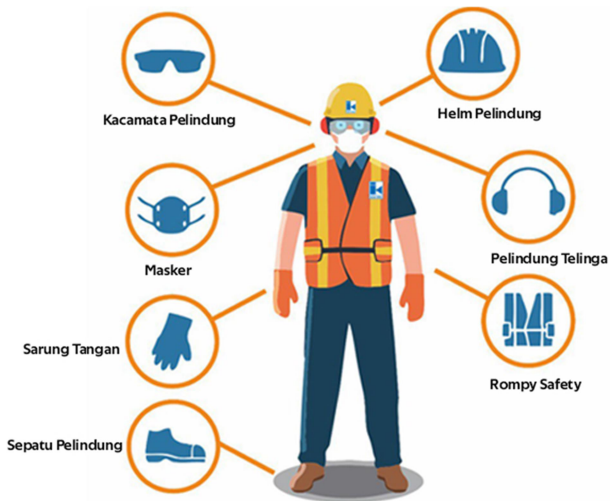 Kacamata Pelindung
Helm Pelindung
Masker
Pelindung Telinga
Sarung Tangan
Rompy Safety
Sepatu Pelindung